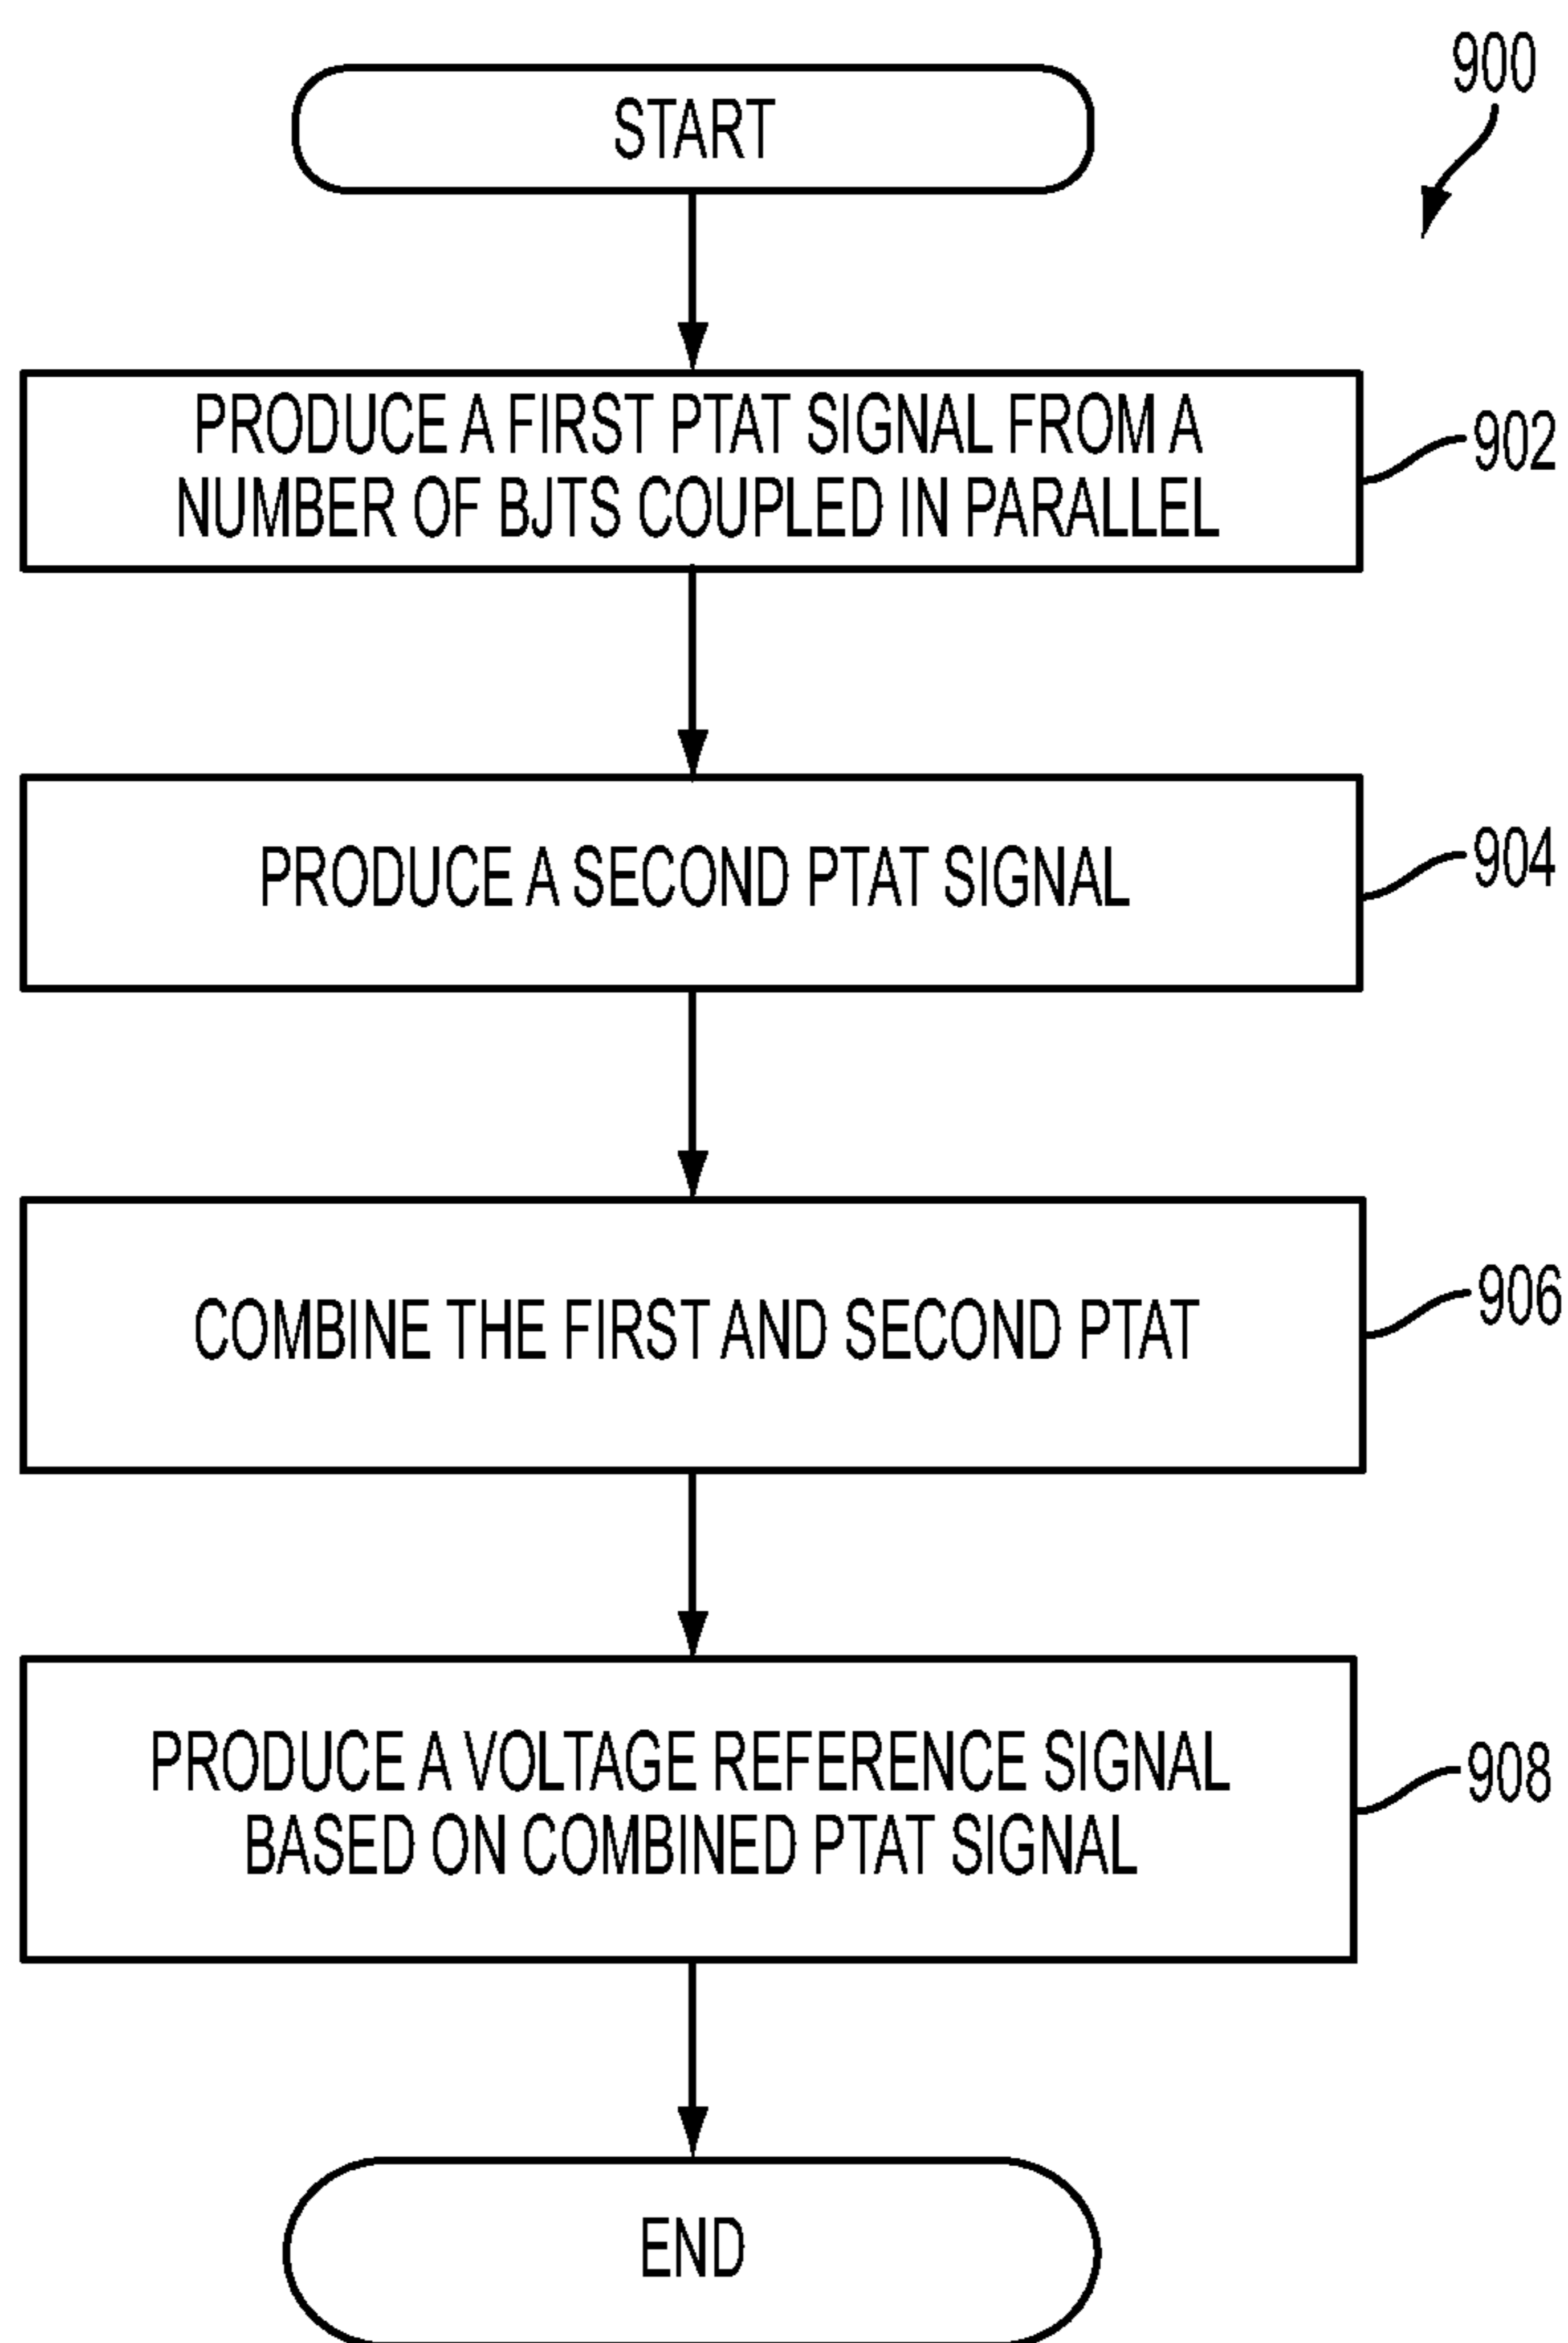 900
START
PRODUCE A FIRST PTAT SIGNAL FROM A
NUMBER OF BJTS COUPLED IN PARALLEL
902
PRODUCE A SECOND PTAT SIGNAL
904
COMBINE THE FIRST AND SECOND PTAT
906
PRODUCE A VOLTAGE REFERENCE SIGNAL
BASED ON COMBINED PTAT SIGNAL
908
END